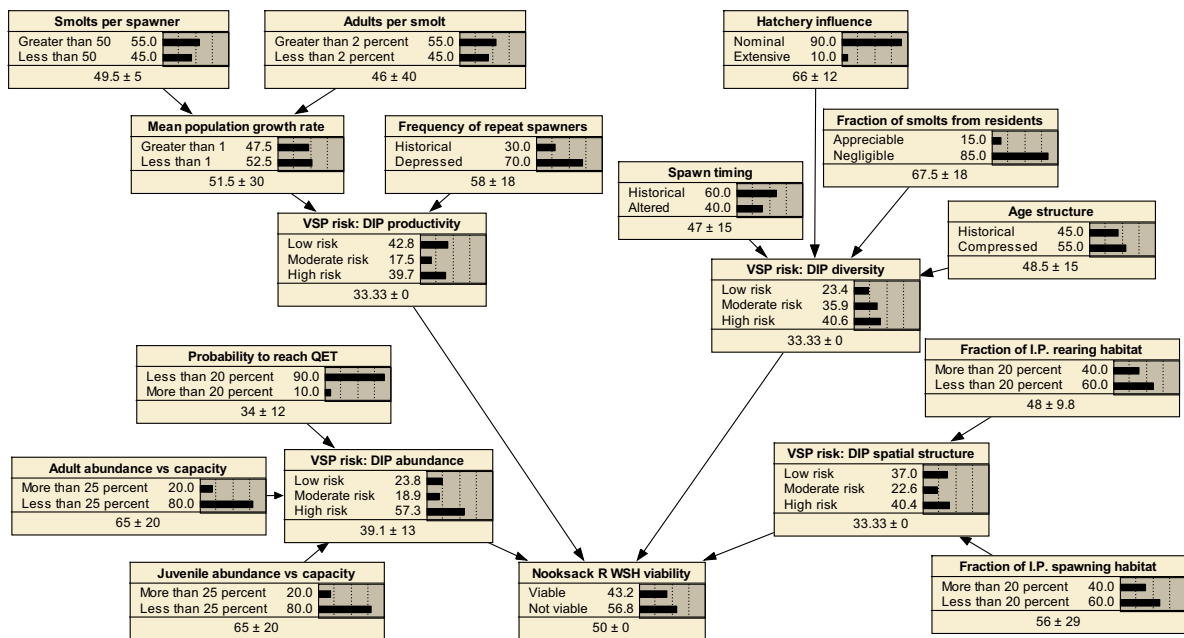 Smolts per spawner
Greater than 50 55.0
Less than 50 45.0
49.5 ± 5
Adults per smolt
Greater than 2 percent 55.0
Less than 2 percent 45.0
46 ± 40
Hatchery influence
Nominal 90.0
Extensive 10.0
66 ± 12
Mean population growth rate
Greater than 1 47.5
Less than 1 52.5
51.5 ± 30
Frequency of repeat spawners
Historical 30.0
Depressed 70.0
58 ± 18
Fraction of smolts from residents
Appreciable 15.0
Negligible 85.0
67.5 ± 18
Spawn timing
Historical 60.0
Altered 40.0
47 ± 15
Age structure
Historical 45.0
Compressed 55.0
48.5 ± 15
VSP risk: DIP productivity
Low risk 42.8
Moderate risk 17.5
High risk 39.7
33.33 ± 0
VSP risk: DIP diversity
Low risk 23.4
Moderate risk 35.9
High risk 40.6
33.33 ± 0
Probability to reach QET
Less than 20 percent 90.0
More than 20 percent 10.0
34 ± 12
Fraction of I.P. rearing habitat
More than 20 percent 40.0
Less than 20 percent 60.0
48 ± 9.8
Adult abundance vs capacity
More than 25 percent 20.0
Less than 25 percent 80.0
65 ± 20
VSP risk: DIP abundance
Low risk 23.8
Moderate risk 18.9
High risk 57.3
39.1 ± 13
VSP risk: DIP spatial structure
Low risk 37.0
Moderate risk 22.6
High risk 40.4
33.33 ± 0
Juvenile abundance vs capacity
More than 25 percent 20.0
Less than 25 percent 80.0
65 ± 20
Nooksack R WSH viability
Viable 43.2
Not viable 56.8
50 ± 0
Fraction of I.P. spawning habitat
More than 20 percent 40.0
Less than 20 percent 60.0
56 ± 29